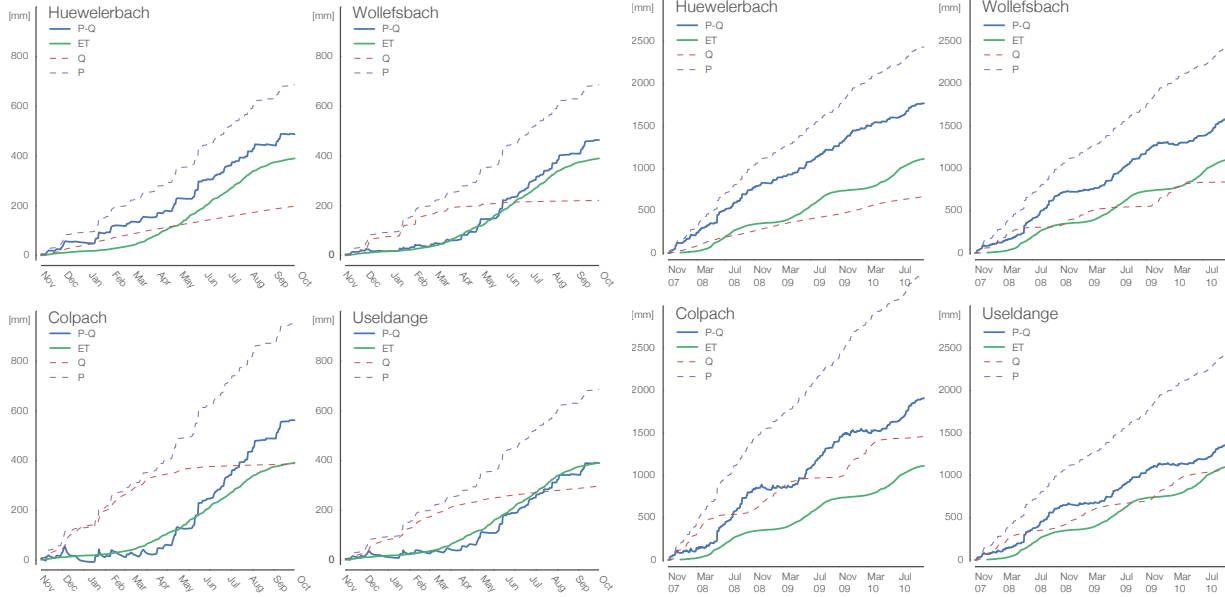 [mm] Huewelerbach
P-Q
ET
Q
P
800
600
400
200
0
Nov Dec Jan Feb Mar Apr May Jun Jul Aug Sep Oct
[mm] Wollefsbach
P-Q
ET
Q
P
800
600
400
200
0
Nov Dec Jan Feb Mar Apr May Jun Jul Aug Sep Oct
[mm] Huewelerbach
P-Q
ET
Q
P
2500
2000
1500
1000
500
0
Nov Mar Jul Nov Mar Jul Nov Mar Jul
07 08 08 08 09 09 09 10 10
[mm] Wollefsbach
P-Q
ET
Q
P
2500
2000
1500
1000
500
0
Nov Mar Jul Nov Mar Jul Nov Mar Jul
07 08 08 08 09 09 09 10 10
[mm] Colpach
P-Q
ET
Q
P
800
600
400
200
0
Nov Dec Jan Feb Mar Apr May Jun Jul Aug Sep Oct
[mm] Useldange
P-Q
ET
Q
P
800
600
400
200
0
Nov Dec Jan Feb Mar Apr May Jun Jul Aug Sep Oct
[mm] Colpach
P-Q
ET
Q
P
2500
2000
1500
1000
500
0
Nov Mar Jul Nov Mar Jul Nov Mar Jul
07 08 08 08 09 09 09 10 10
[mm] Useldange
P-Q
ET
Q
P
2500
2000
1500
1000
500
0
Nov Mar Jul Nov Mar Jul Nov Mar Jul
07 08 08 08 09 09 09 10 10